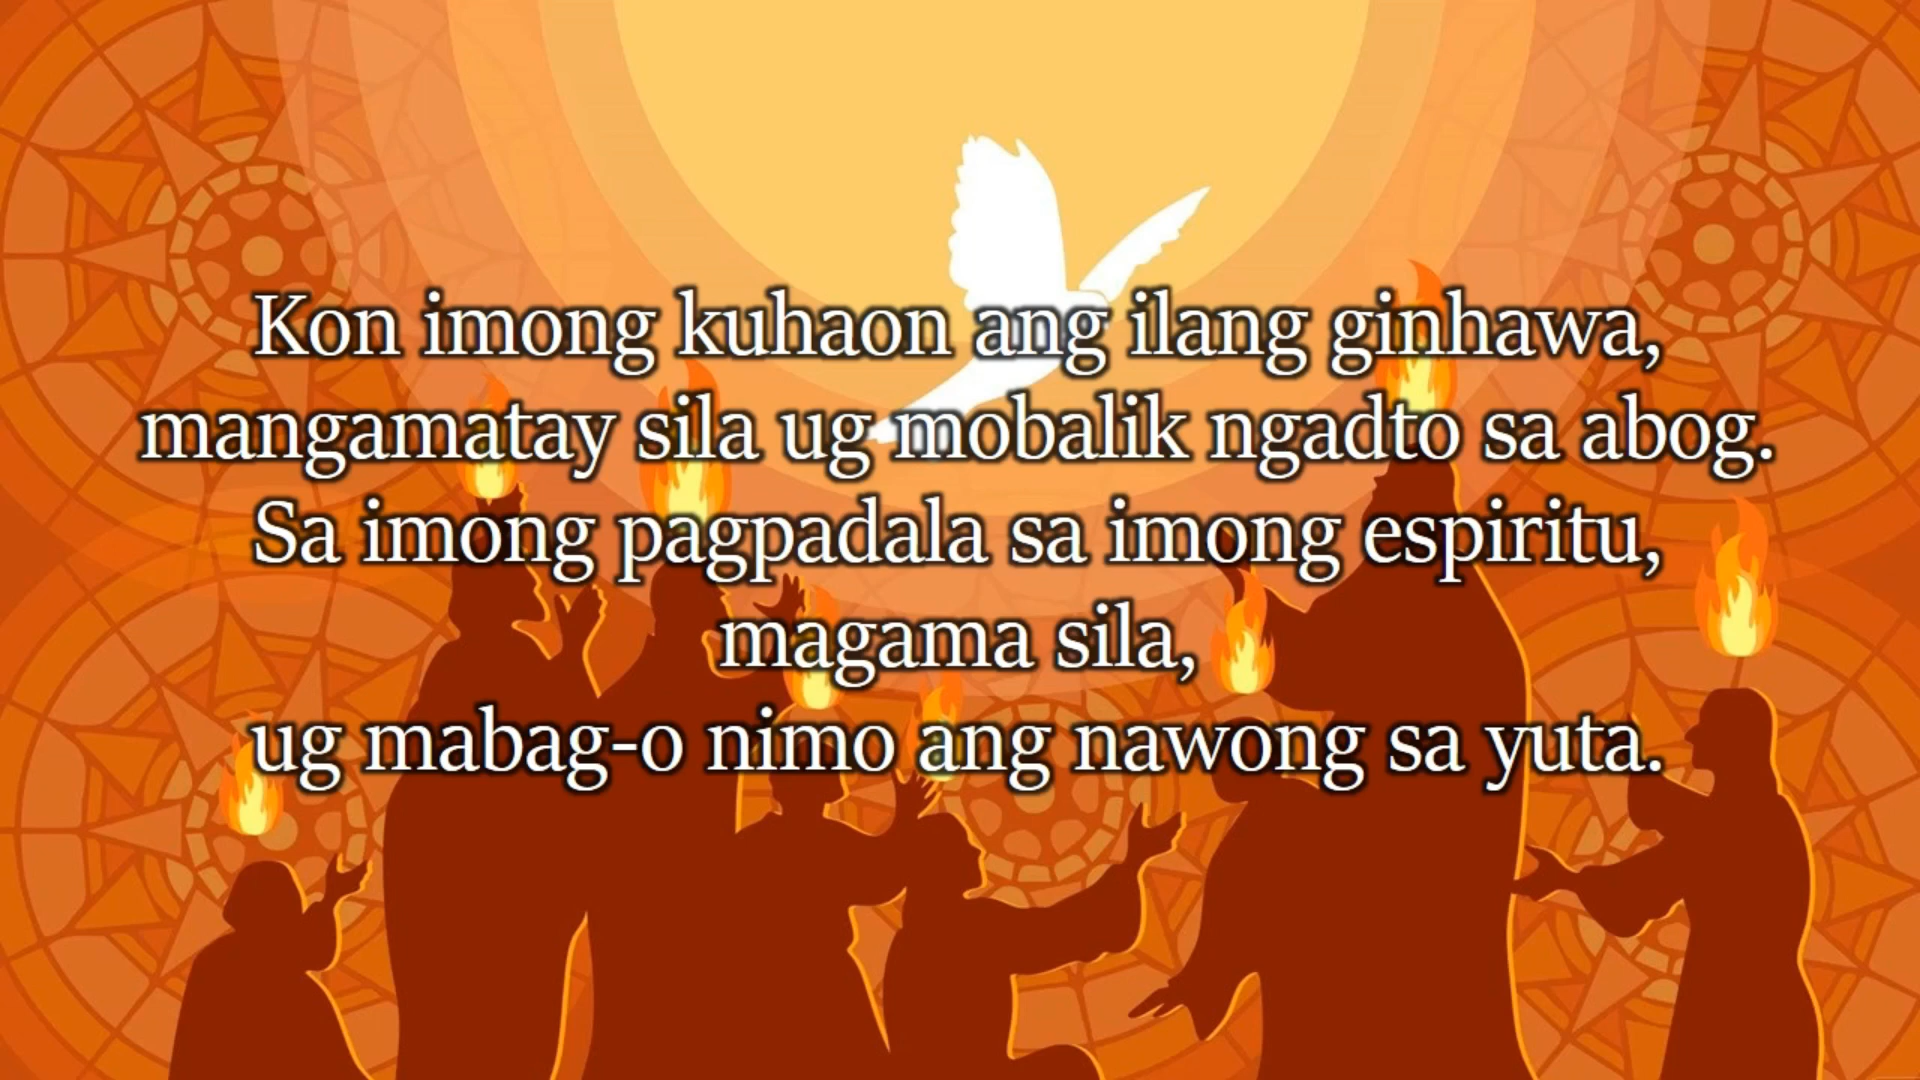 Kon imong kuhaon ang ilang ginhawa,
mangamatay sila ug mobalik ngadto sa abog.
Sa imong pagpadala sa imong espiritu,
magama sila,
ug mabag-o nimo ang nawong sa yuta.